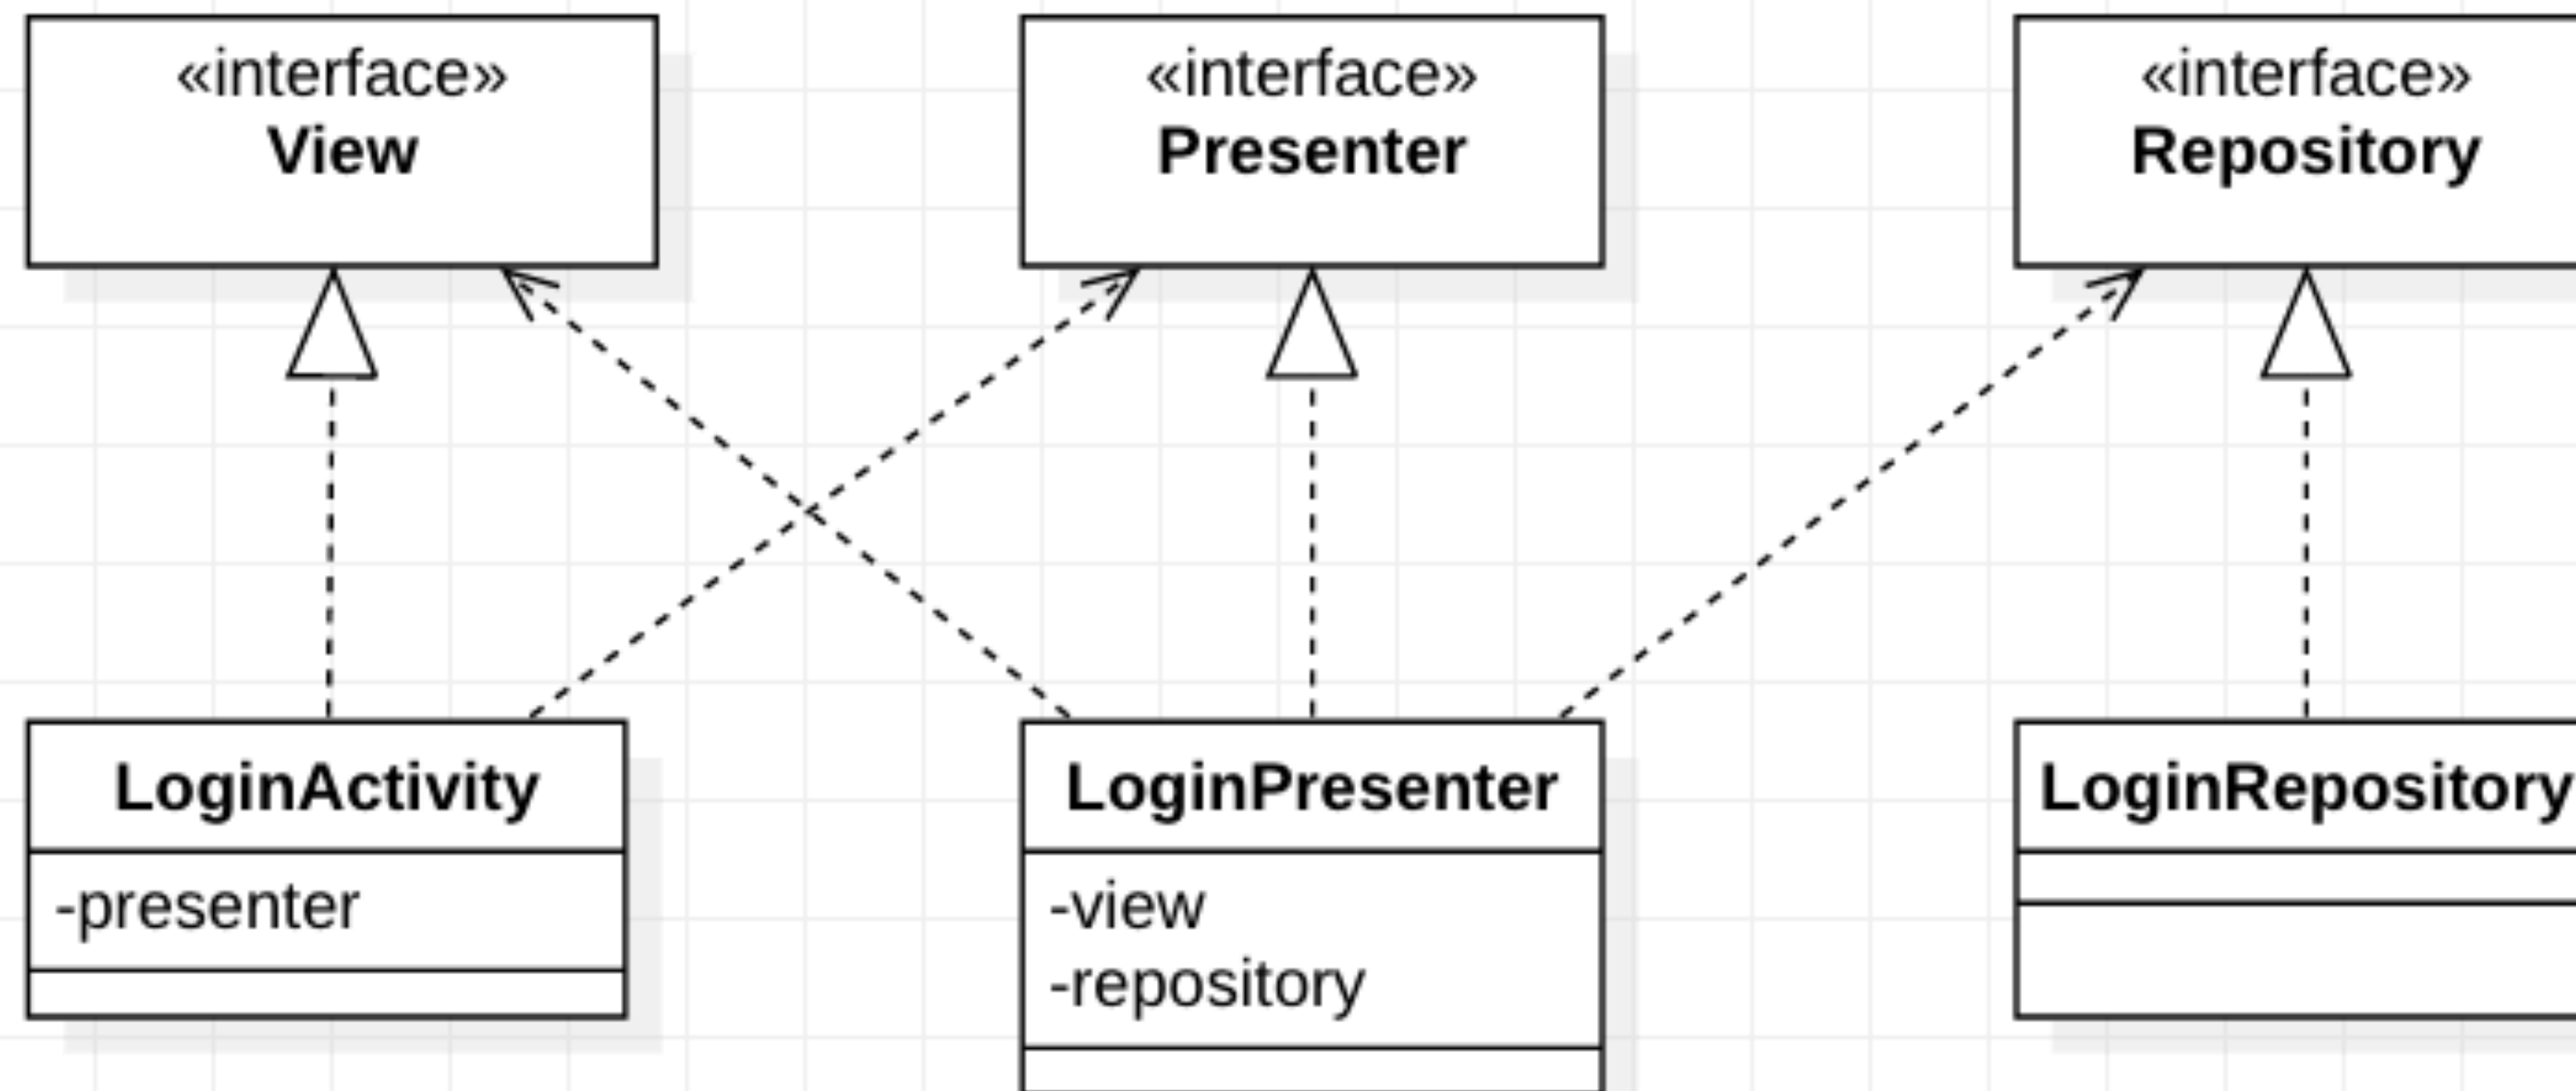 «interface»
View
«interface»
Presenter
«interface»
Repository
LoginActivity
-presenter
LoginPresenter
-view
-repository
LoginRepository